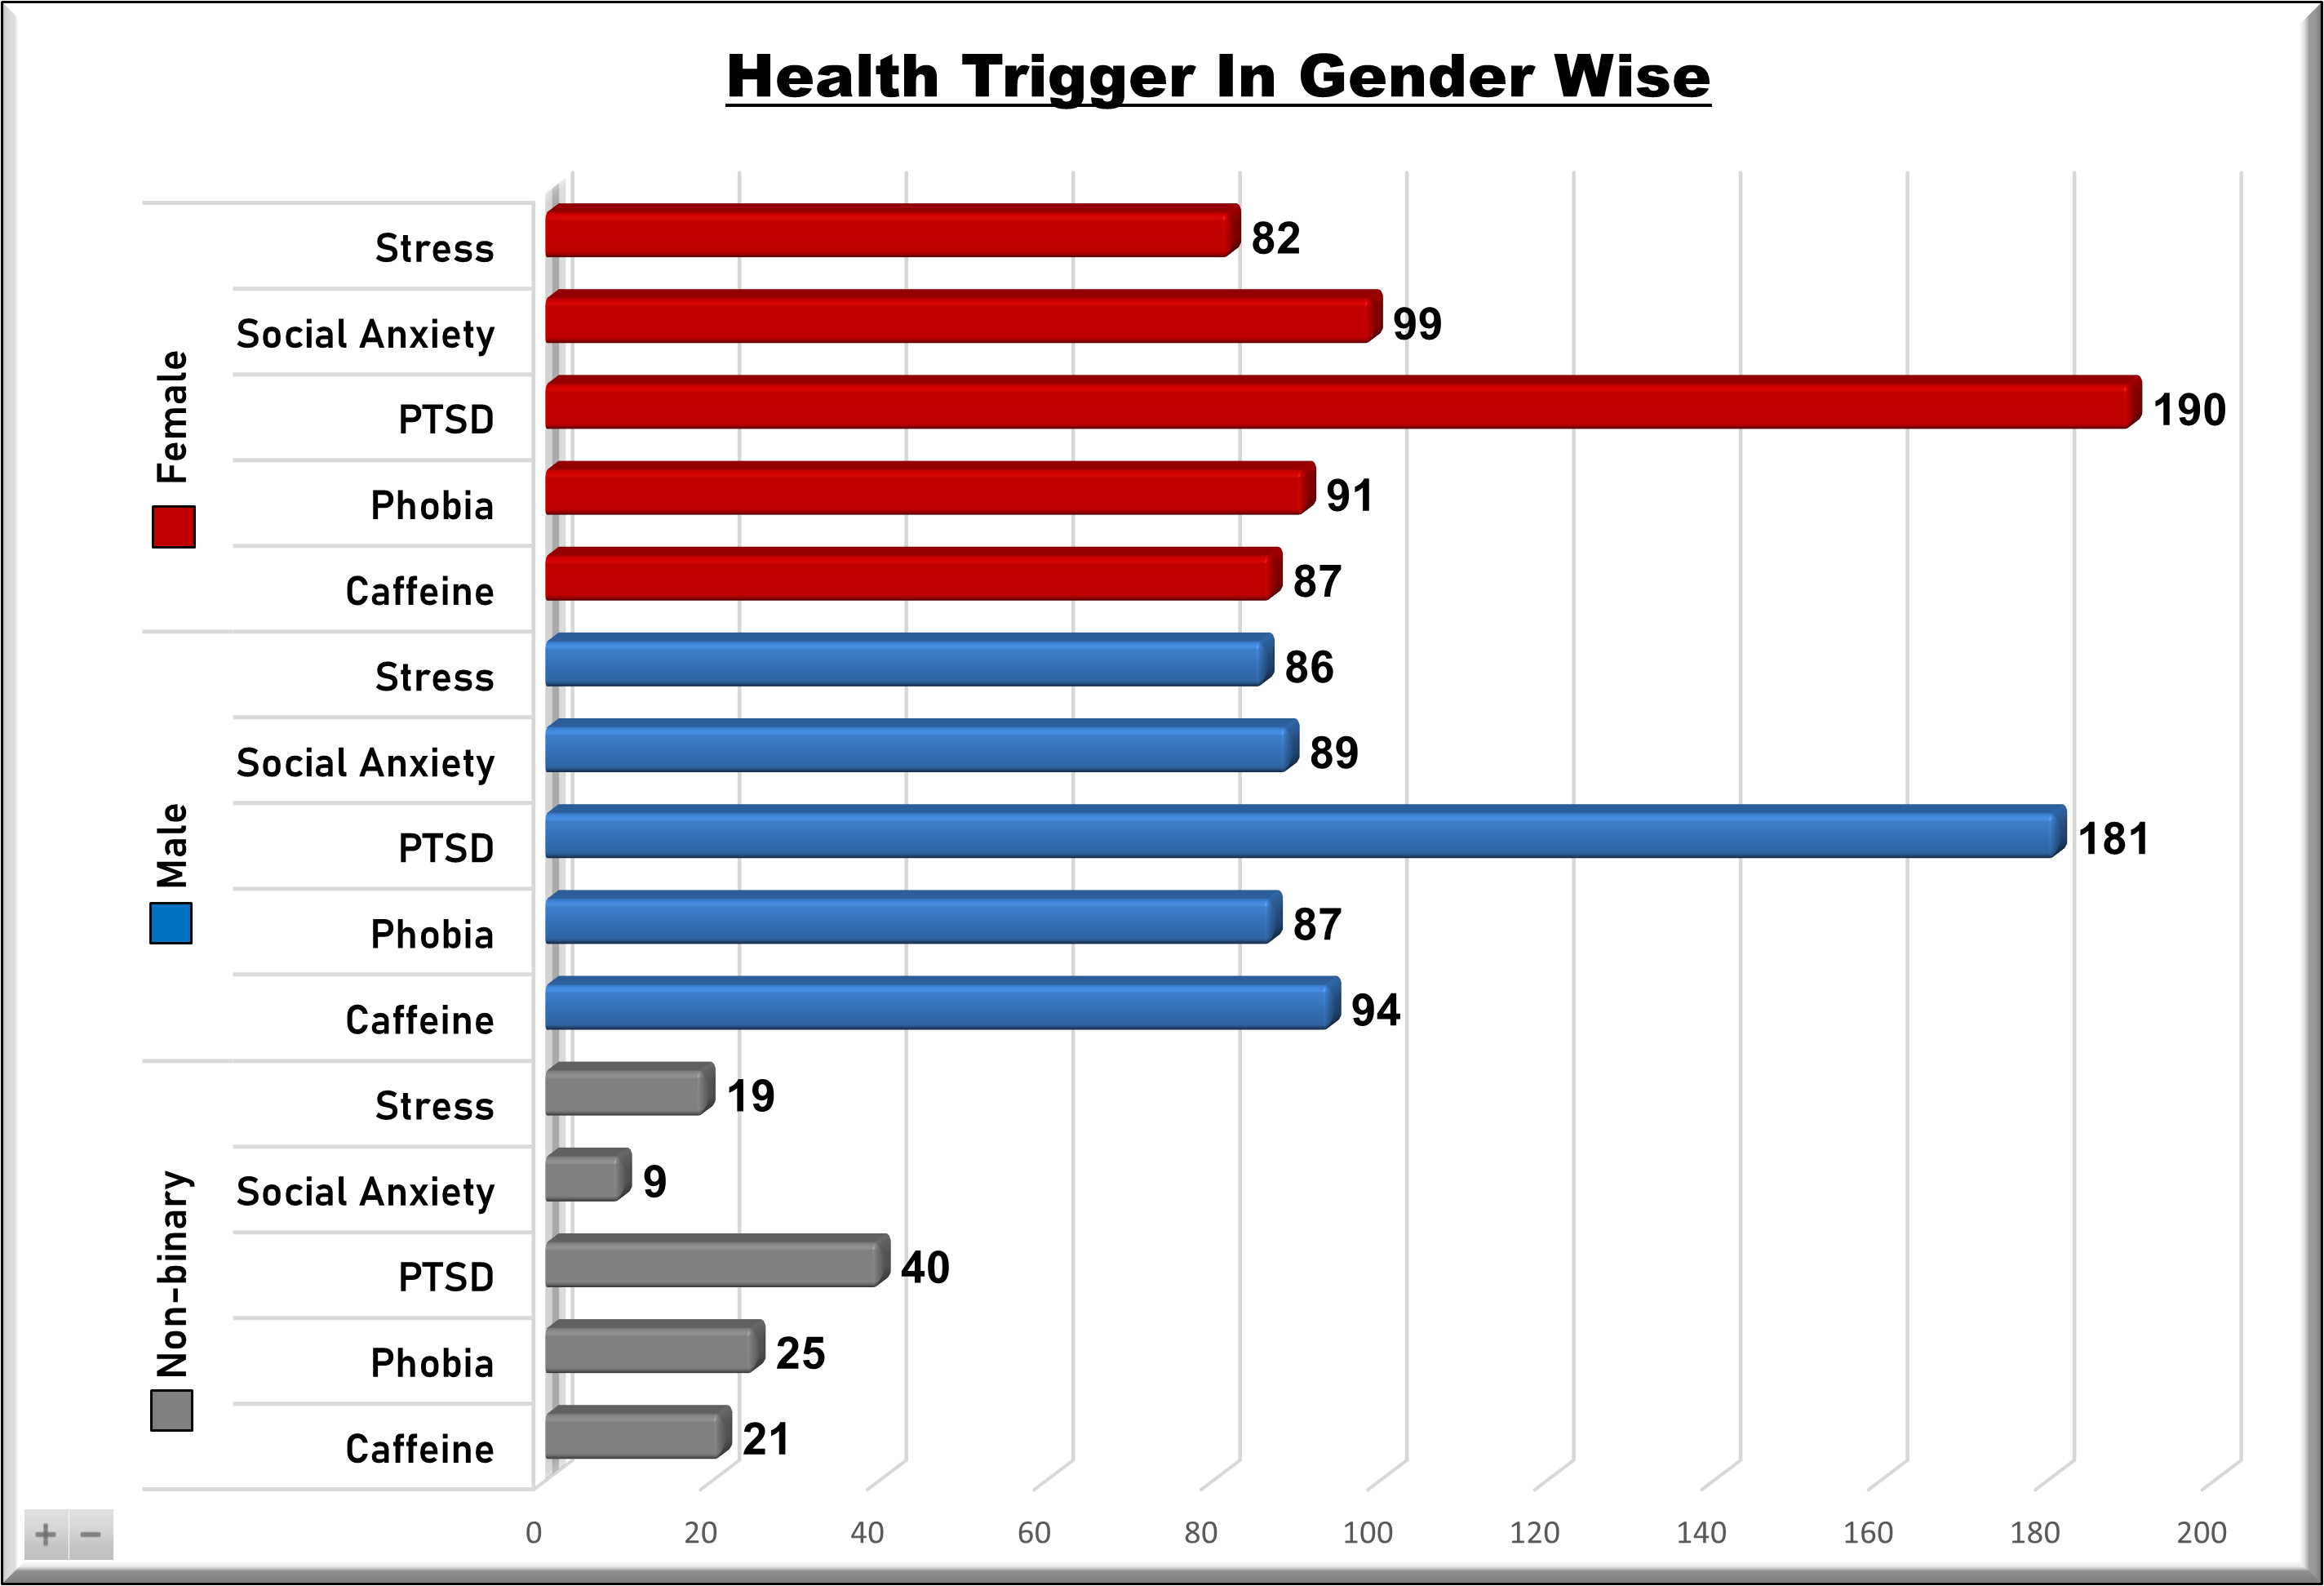 Health Trigger In Gender Wise
Female
Stress
82
Social Anxiety
99
PTSD
190
Phobia
91
Caffeine
87
Male
Stress
86
Social Anxiety
89
PTSD
181
Phobia
87
Caffeine
94
Non-binary
Stress
19
Social Anxiety
9
PTSD
40
Phobia
25
Caffeine
21
+ −
0 20 40 60 80 100 120 140 160 180 200